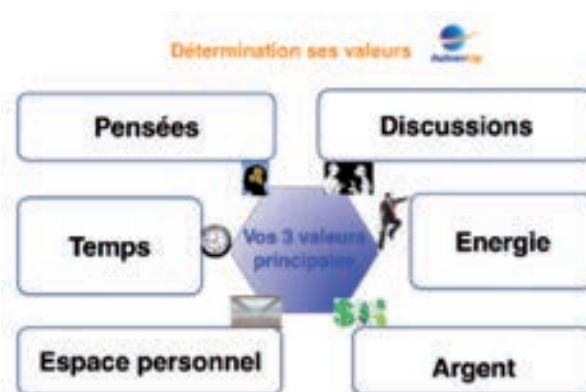 Détermination ses valeurs
Pensées
Discussions
Temps
Vos 3 valeurs
principales
Energie
Espace personnel
Argent